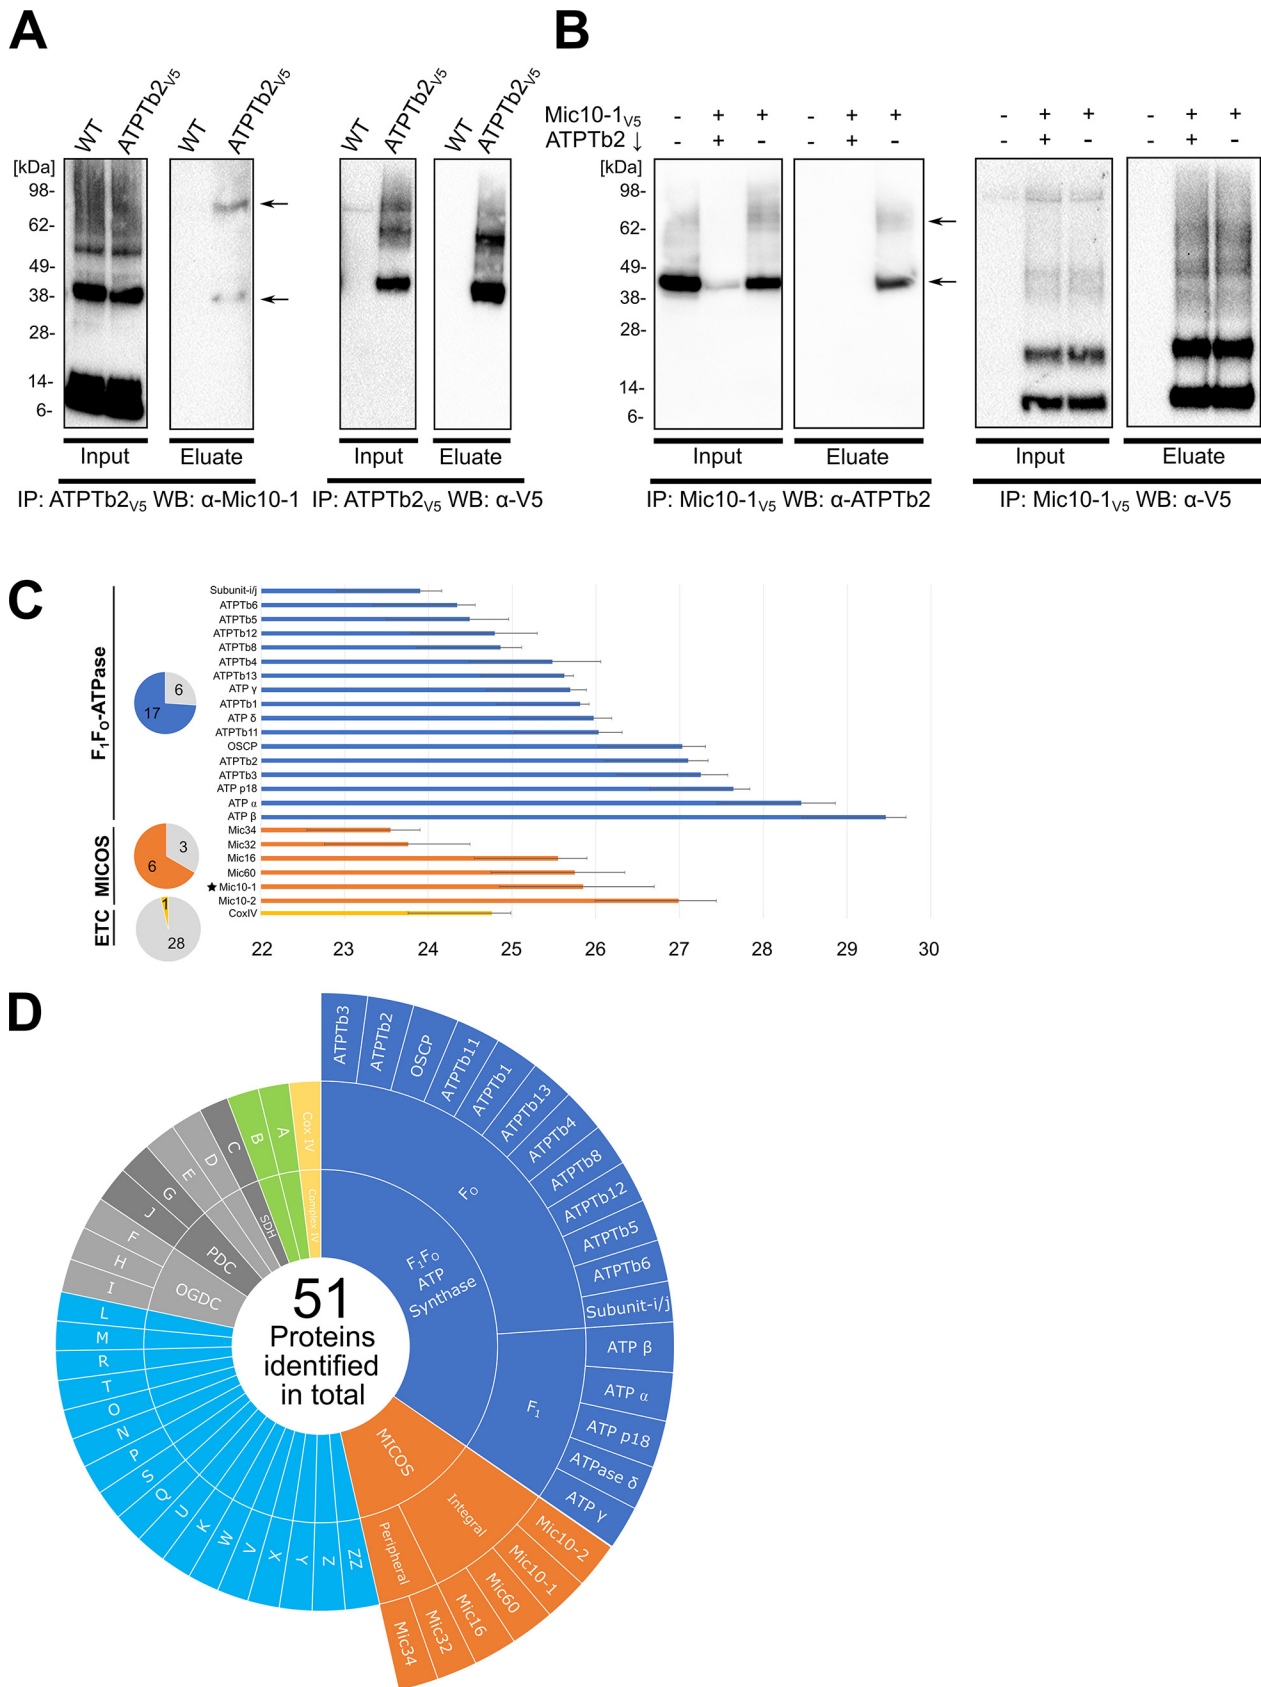 A
WT
ATPTb2V5
WT
ATPTb2V5
WT
ATPTb2V5
WT
ATPTb2V5
[kDa]
98-
62-
49-
38-
28-
14-
6-
Input
Eluate
Input
Eluate
IP: ATPTb2V5 WB: α-Mic10-1
IP: ATPTb2V5 WB: α-V5
B
Mic10-1V5 - + + - + + - + + - + +
ATPTb2 ↓ - + - - + - - + - - + -
[kDa]
98-
62-
49-
38-
28-
14-
6-
Input
Eluate
Input
Eluate
IP: Mic10-1V5 WB: α-ATPTb2
IP: Mic10-1V5 WB: α-V5
C
F1FO-ATPase
17
6
Subunit-i/j
ATPTb6
ATPTb5
ATPTb12
ATPTb8
ATPTb4
ATPTb13
ATP γ
ATPTb1
ATP δ
ATPTb11
OSCP
ATPTb2
ATPTb3
ATP p18
ATP α
ATP β
MICOS
6
3
Mic34
Mic32
Mic16
Mic60
★ Mic10-1
Mic10-2
ETC
1
28
CoxIV
22 23 24 25 26 27 28 29 30
D
51
Proteins
identified
in total
F1FO
ATP
Synthase
FO
ATPTb3
ATPTb2
OSCP
ATPTb11
ATPTb1
ATPTb13
ATPTb4
ATPTb8
ATPTb12
ATPTb5
ATPTb6
Subunit-i/j
F1
ATP β
ATP α
ATP p18
ATPase δ
ATP γ
MICOS
Integral
Mic10-2
Mic10-1
Mic60
Mic16
Peripheral
Mic32
Mic34
ZZ
Z
Y
X
V
W
K
U
Q
S
P
N
O
T
R
M
L
OGDC
I
H
F
PDC
J
G
E
D
SDH
C
B
A
Complex IV
Cox IV